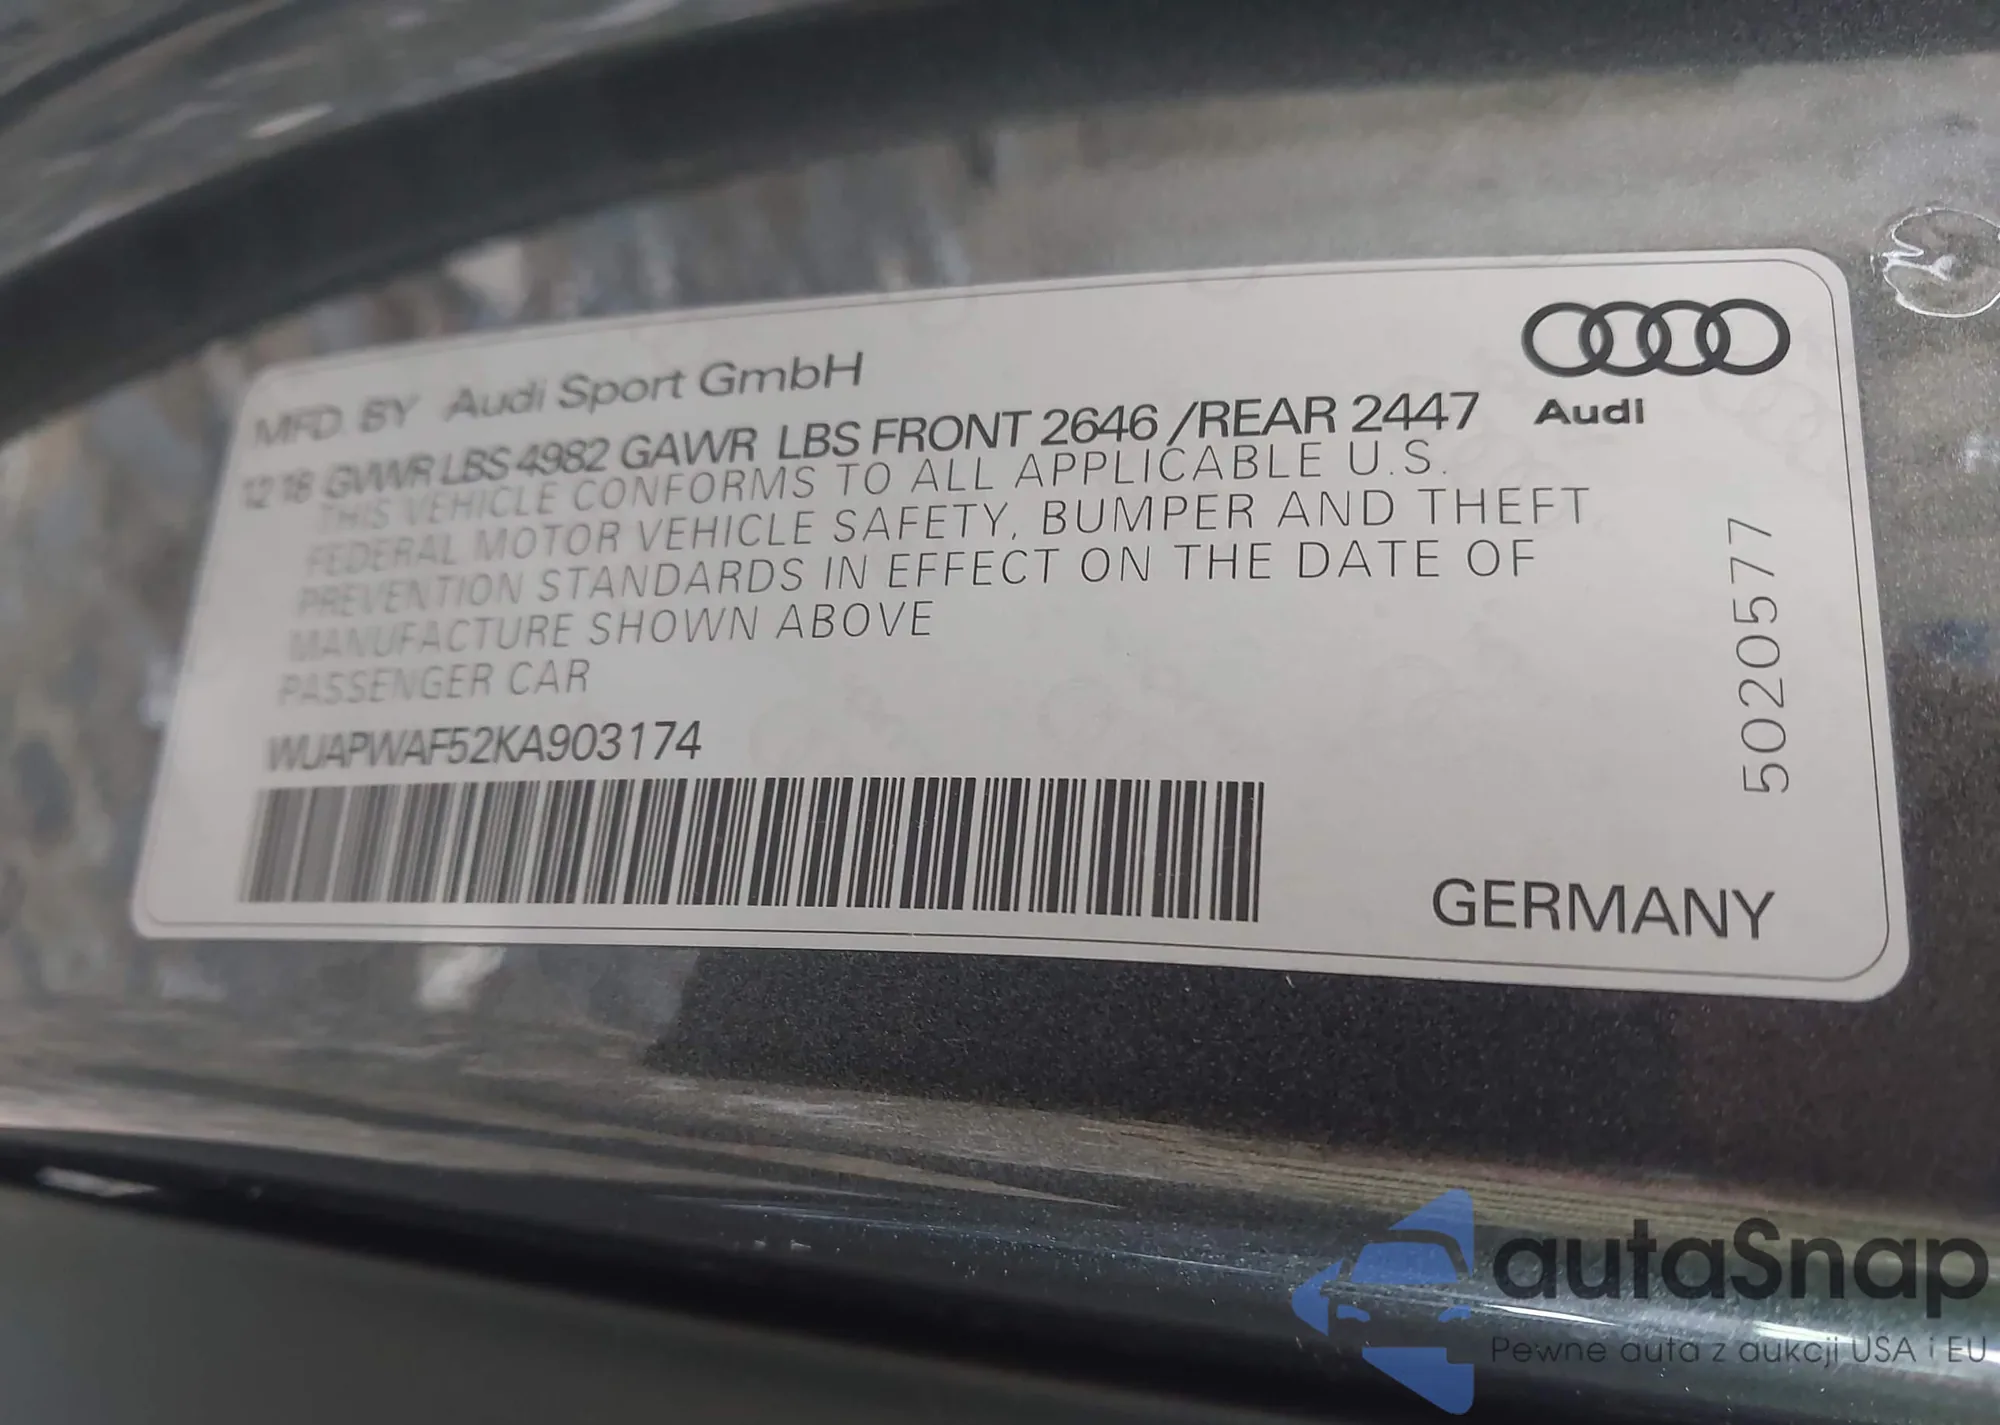 MFD. BY Audi Sport GmbH
12 18 GVWR LBS 4982 GAWR LBS FRONT 2646 /REAR 2447
THIS VEHICLE CONFORMS TO ALL APPLICABLE U.S.
FEDERAL MOTOR VEHICLE SAFETY, BUMPER AND THEFT
PREVENTION STANDARDS IN EFFECT ON THE DATE OF
MANUFACTURE SHOWN ABOVE
PASSENGER CAR
WUAPWAF52KA903174
Audi
5020577
GERMANY
autaSnap
Pewne auta z aukcji USA i EU